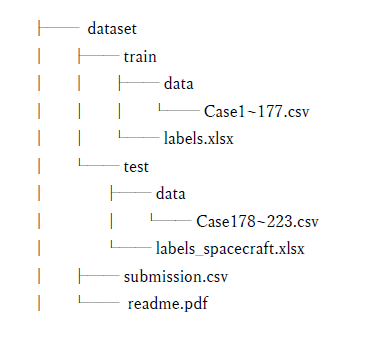 dataset
train
data
Case1~177.csv
labels.xlsx
test
data
Case178~223.csv
labels_spacecraft.xlsx
submission.csv
readme.pdf